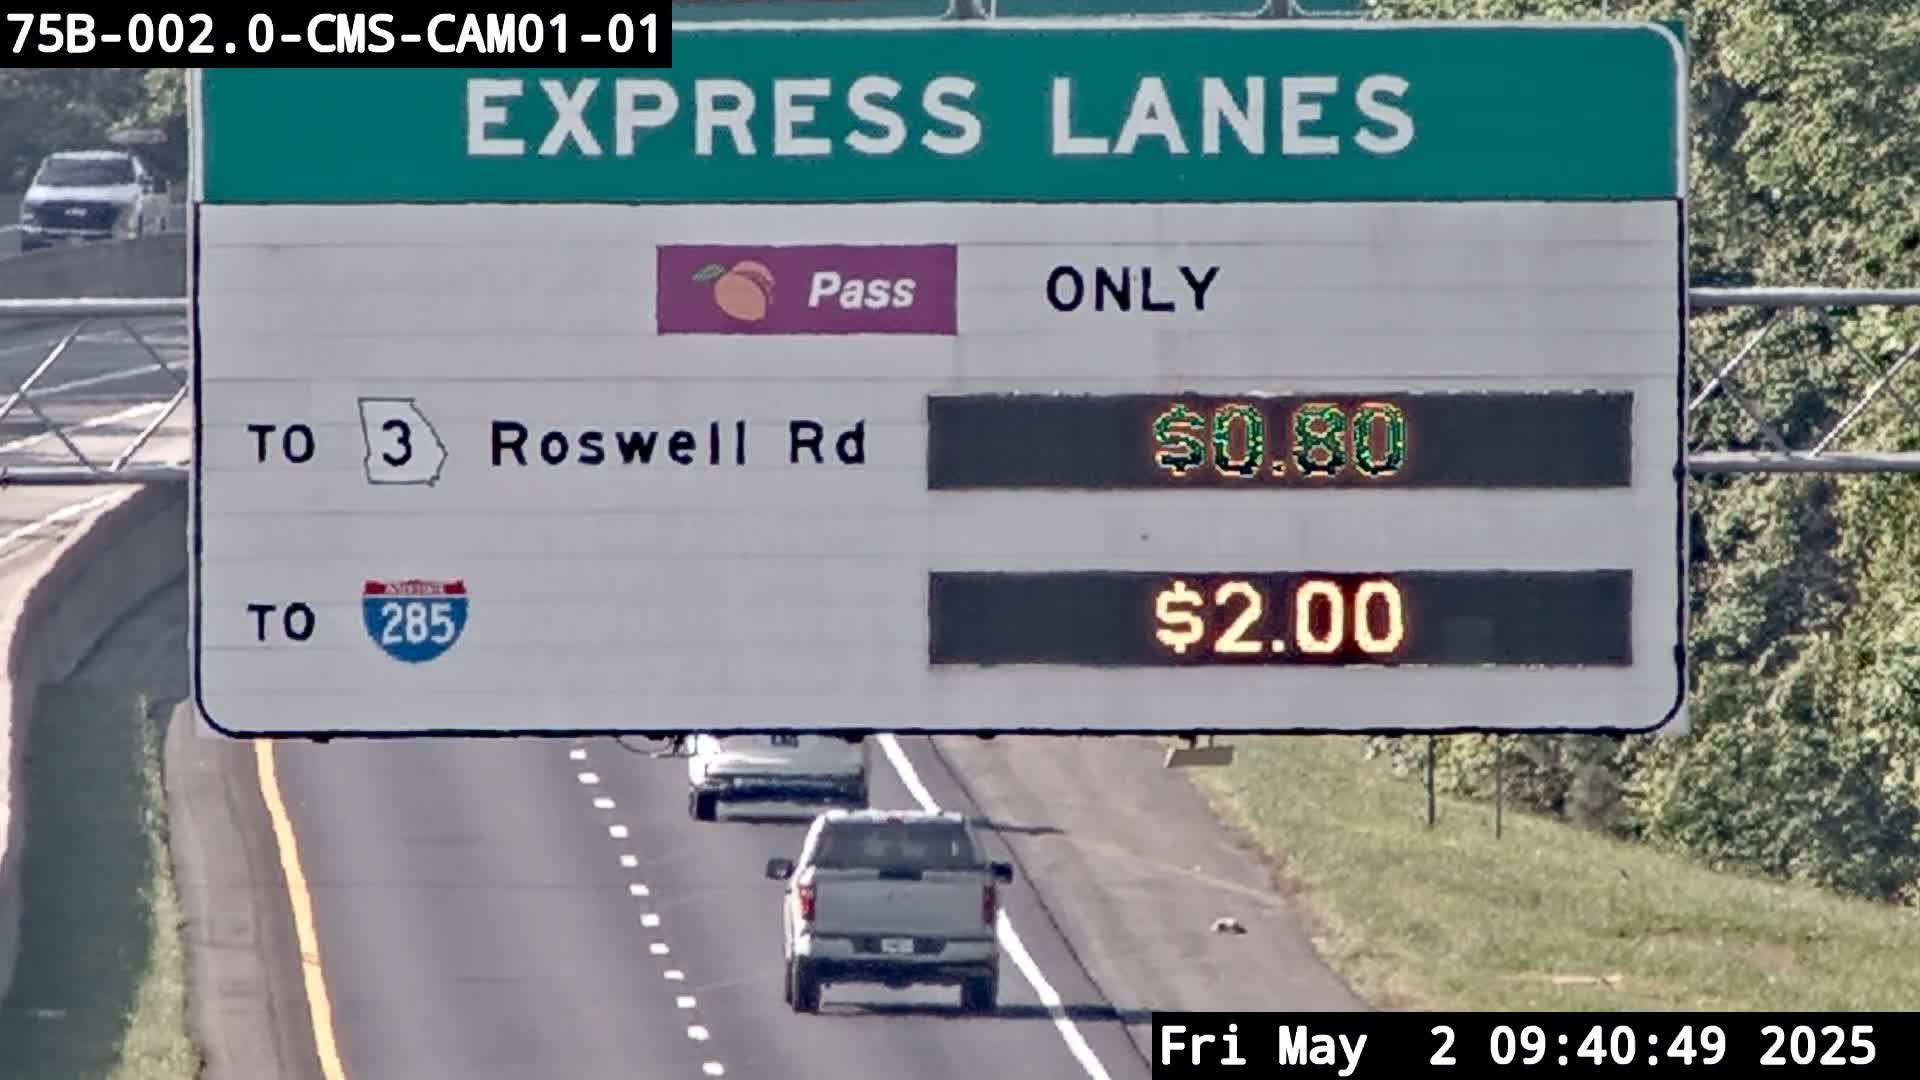 75B-002.0-CMS-CAM01-01
EXPRESS LANES
Pass ONLY
TO 3 Roswell Rd $0.80
TO 285 $2.00
Fri May 2 09:40:49 2025